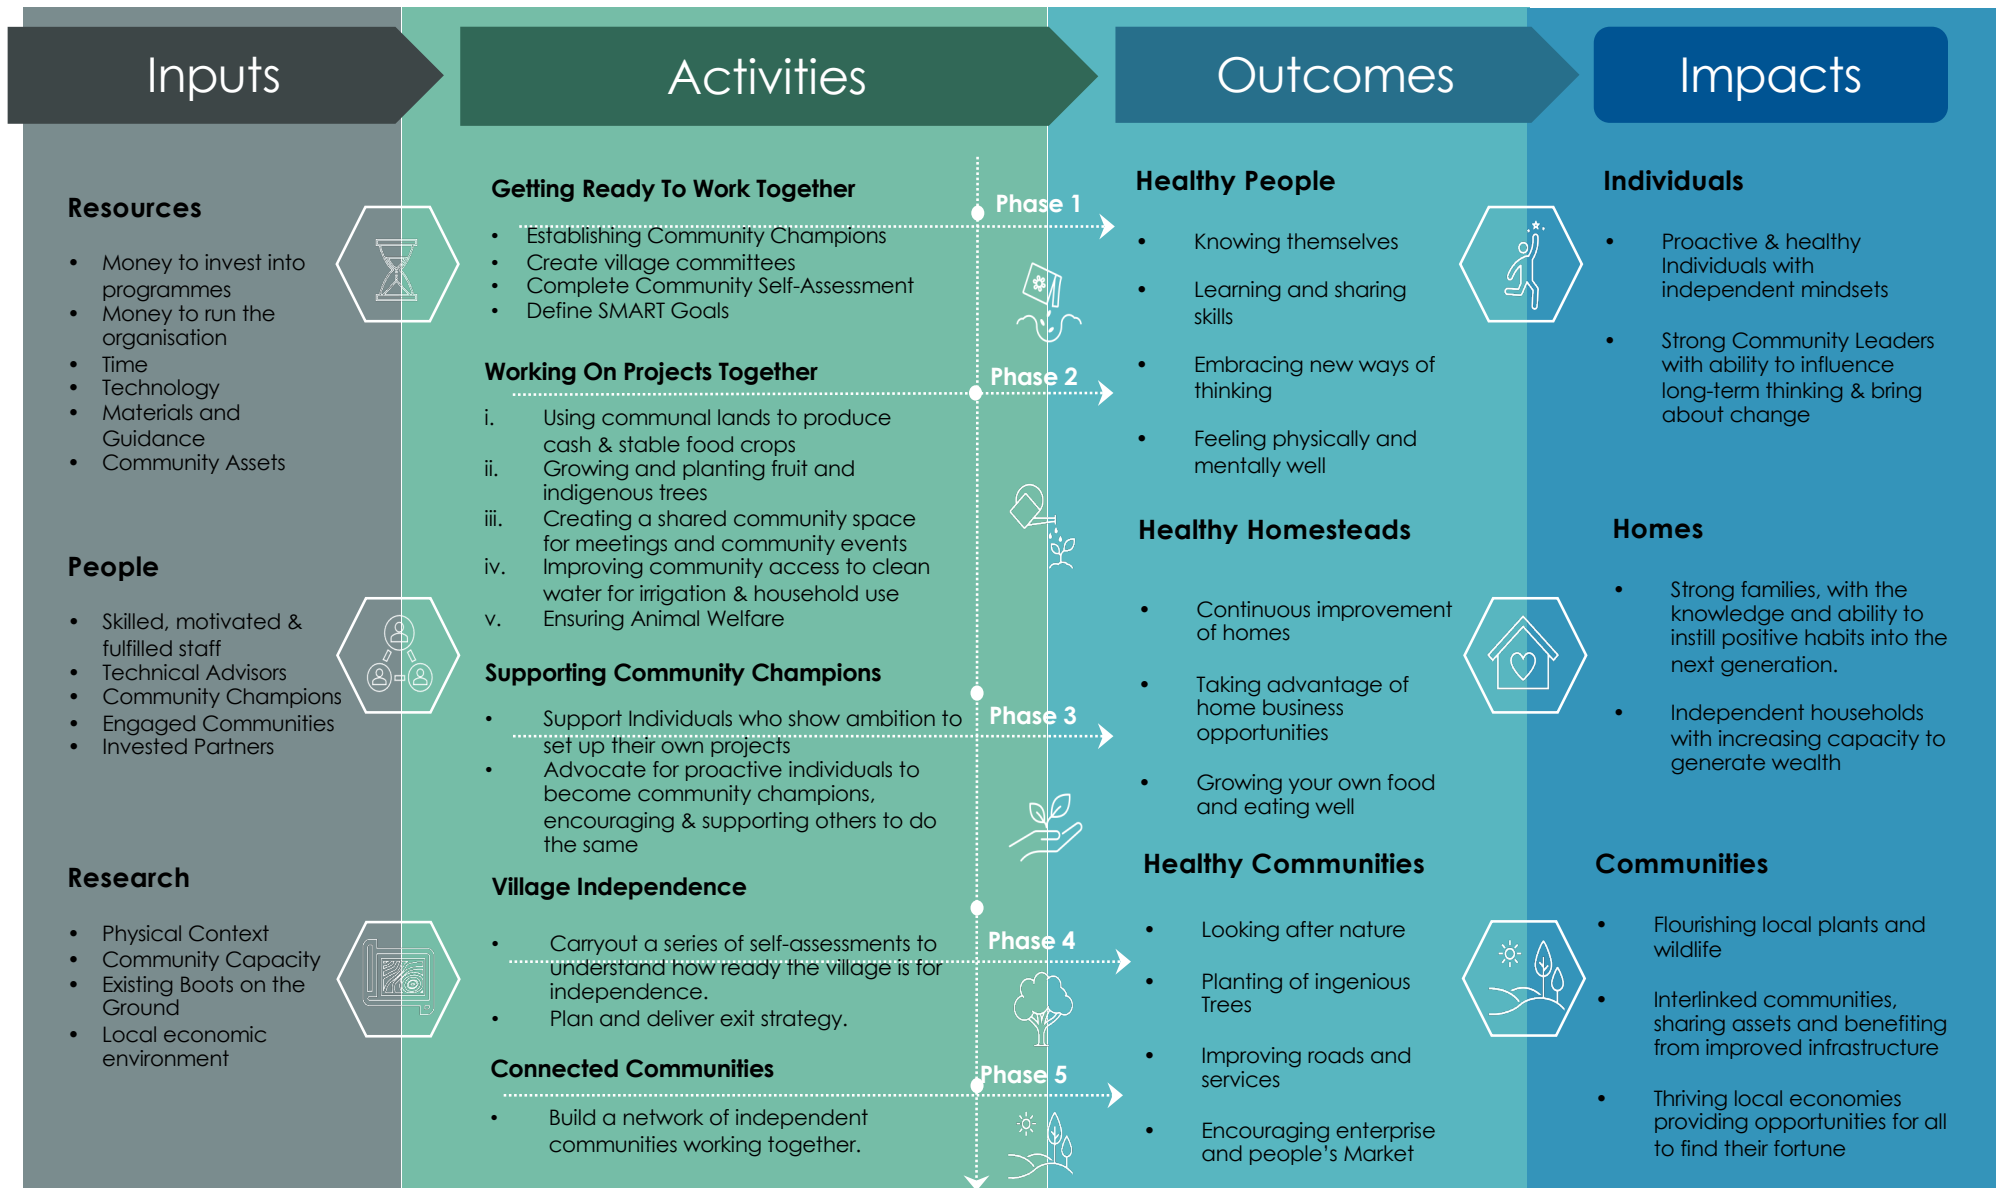 Inputs
Activities
Outcomes
Impacts
Resources
• Money to invest into
programmes
• Money to run the
organisation
• Time
• Technology
• Materials and
Guidance
• Community Assets
People
• Skilled, motivated &
fulfilled staff
• Technical Advisors
• Community Champions
• Engaged Communities
• Invested Partners
Research
• Physical Context
• Community Capacity
• Existing Boots on the
Ground
• Local economic
environment
Getting Ready To Work Together
Phase 1
• Establishing Community Champions
• Create village committees
• Complete Community Self-Assessment
• Define SMART Goals
Working On Projects Together
Phase 2
i. Using communal lands to produce
cash & stable food crops
ii. Growing and planting fruit and
indigenous trees
iii. Creating a shared community space
for meetings and community events
iv. Improving community access to clean
water for irrigation & household use
v. Ensuring Animal Welfare
Supporting Community Champions
Phase 3
• Support Individuals who show ambition to
set up their own projects
• Advocate for proactive individuals to
become community champions,
encouraging & supporting others to do
the same
Village Independence
Phase 4
• Carryout a series of self-assessments to
understand how ready the village is for
independence.
• Plan and deliver exit strategy.
Connected Communities
Phase 5
• Build a network of independent
communities working together.
Healthy People
• Knowing themselves
• Learning and sharing
skills
• Embracing new ways of
thinking
• Feeling physically and
mentally well
Healthy Homesteads
• Continuous improvement
of homes
• Taking advantage of
home business
opportunities
• Growing your own food
and eating well
Healthy Communities
• Looking after nature
• Planting of ingenious
Trees
• Improving roads and
services
• Encouraging enterprise
and people's Market
Individuals
• Proactive & healthy
Individuals with
independent mindsets
• Strong Community Leaders
with ability to influence
long-term thinking & bring
about change
Homes
• Strong families, with the
knowledge and ability to
instill positive habits into the
next generation.
• Independent households
with increasing capacity to
generate wealth
Communities
• Flourishing local plants and
wildlife
• Interlinked communities,
sharing assets and benefiting
from improved infrastructure
• Thriving local economies
providing opportunities for all
to find their fortune